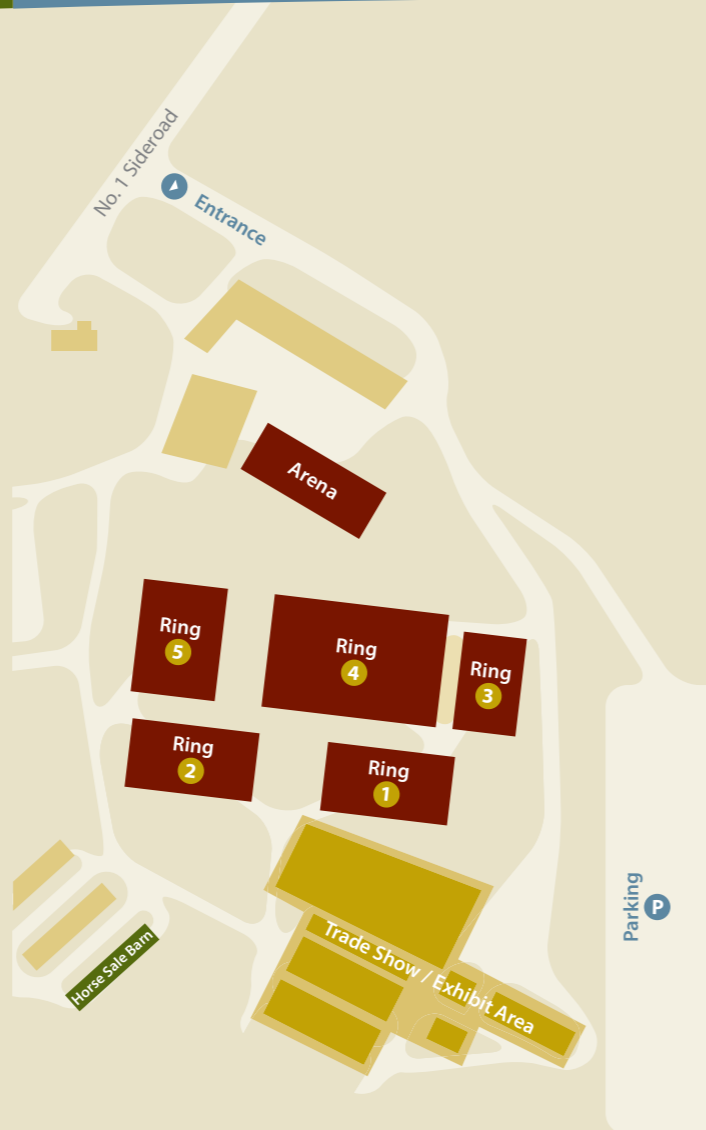 No. 1 Sideroad
Entrance
Arena
Ring
5
Ring
4
Ring
3
Ring
2
Ring
1
Parking
P
Trade Show / Exhibit Area
Horse Sale Barn